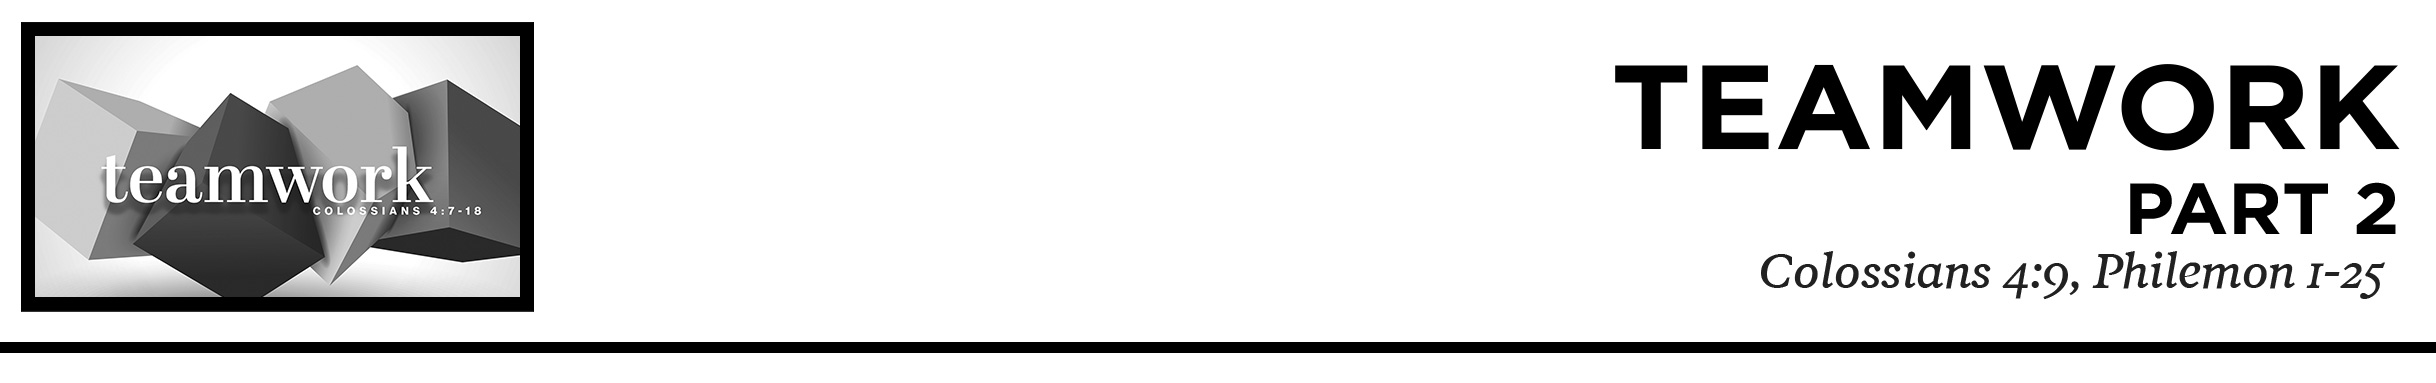 teamwork
COLOSSIANS 4:7-18
TEAMWORK
PART 2
Colossians 4:9, Philemon 1-25